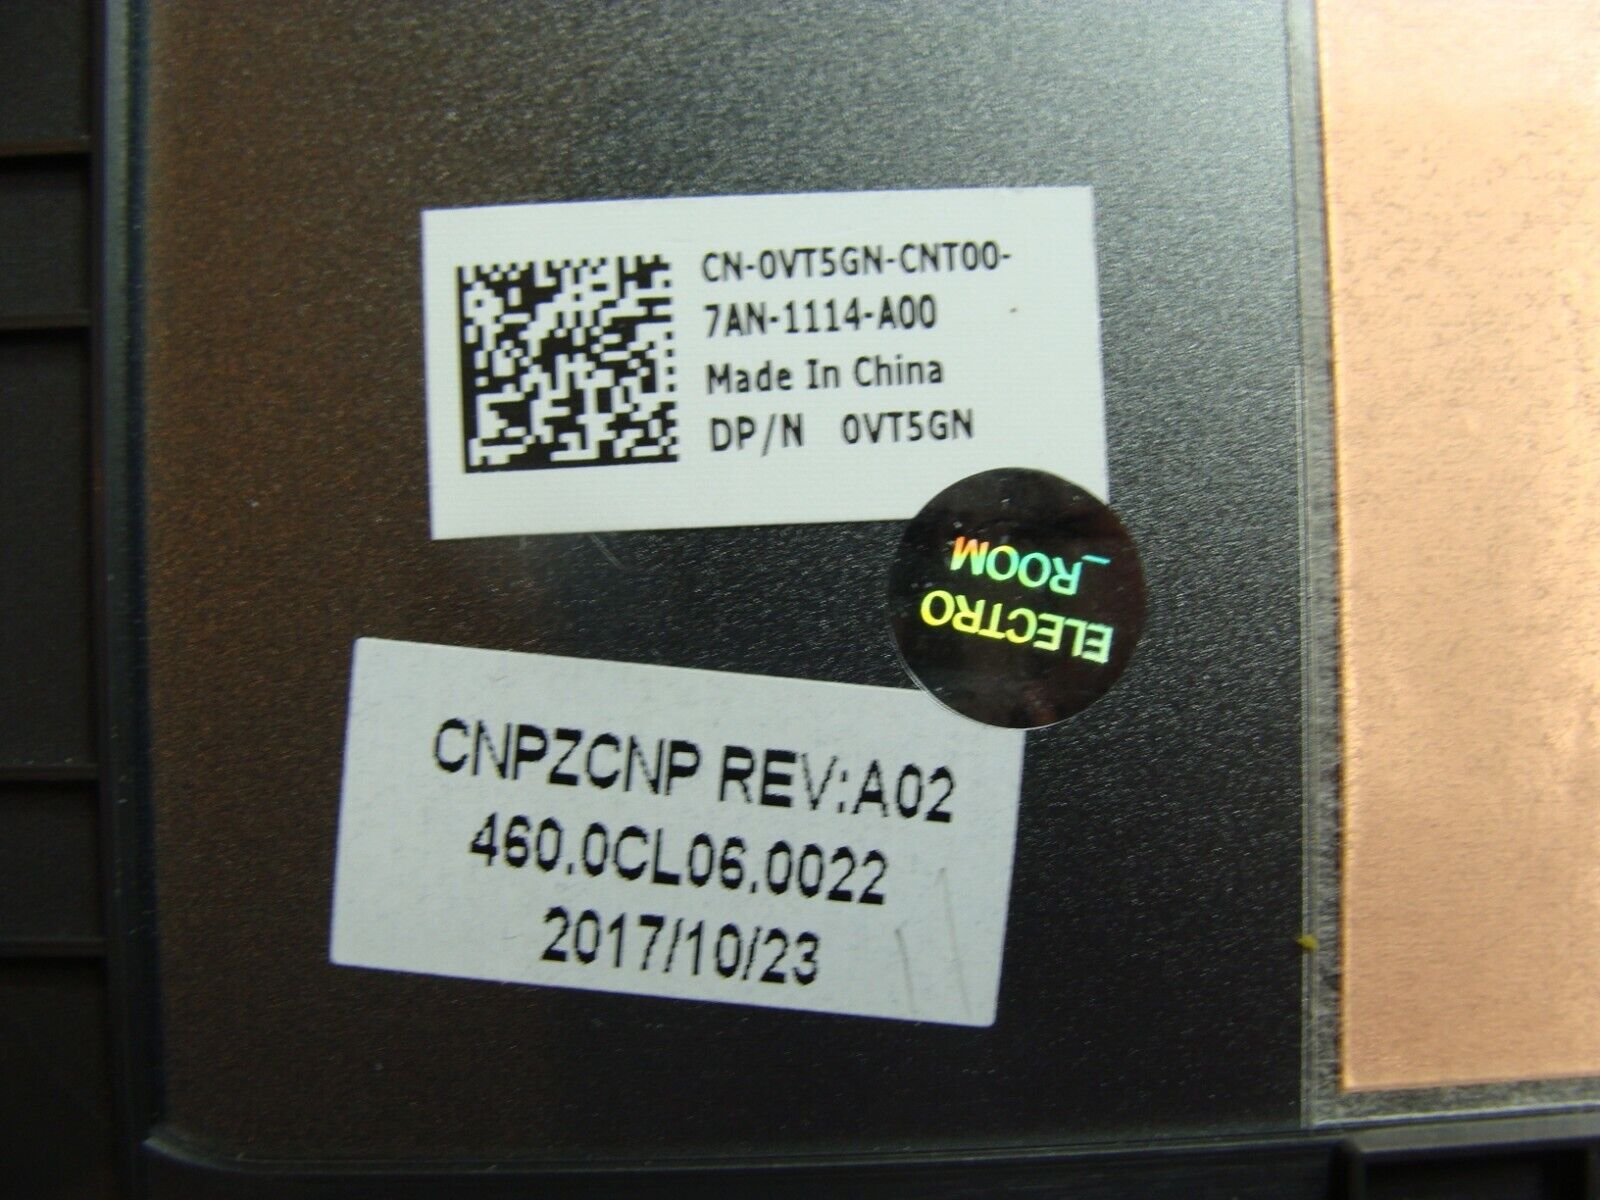 CN-0VT5GN-CNT00-
7AN-1114-A00
Made In China
DP/N 0VT5GN
ELECTRO
_ROOM
CNPZCNP REV:A02
460.0CL06.0022
2017/10/23